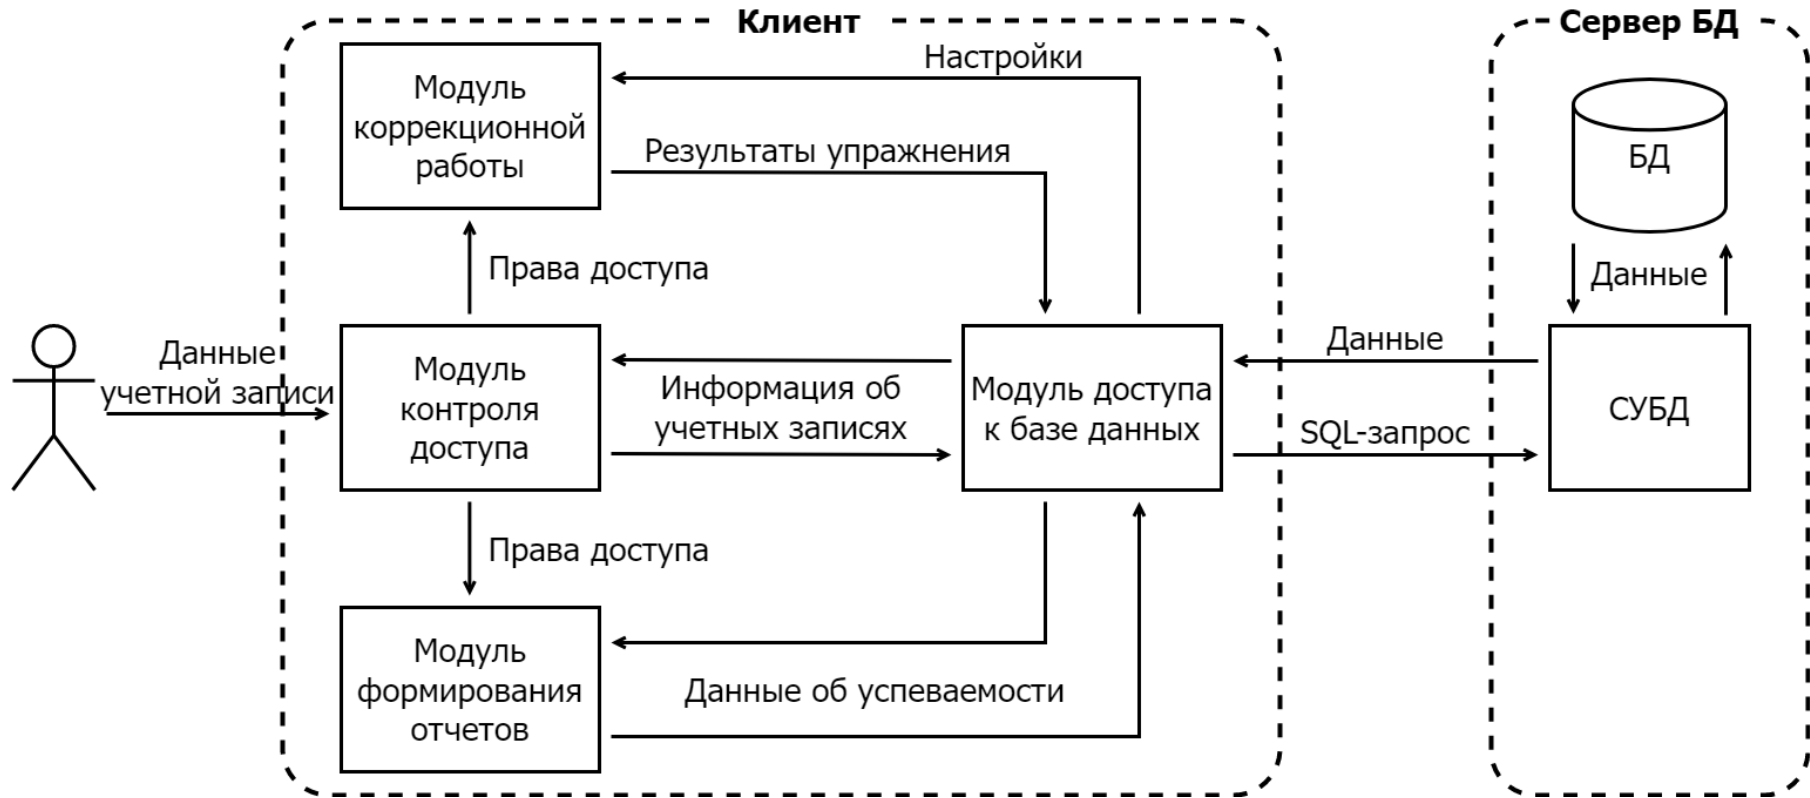 Клиент
Сервер БД
Модуль
коррекционной
работы
Настройки
Результаты упражнения
БД
Права доступа
Данные
Данные
учетной записи
Модуль
контроля
доступа
Информация об
учетных записях
Модуль доступа
к базе данных
Данные
SQL-запрос
СУБД
Права доступа
Модуль
формирования
отчетов
Данные об успеваемости